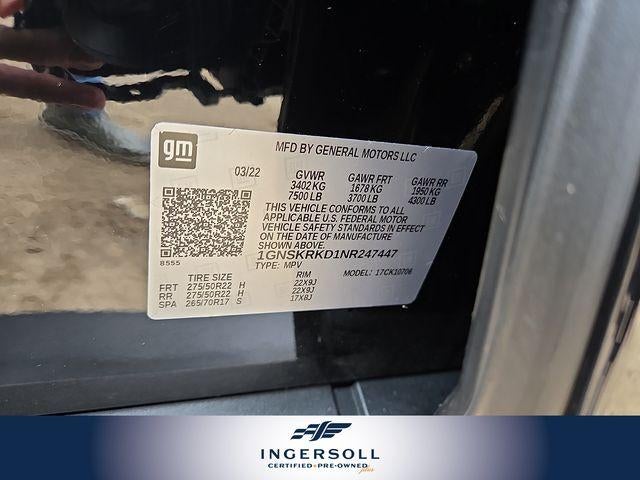 gm
MFD BY GENERAL MOTORS LLC
03/22 GVWR GAWR FRT GAWR RR
3402 KG 1678 KG 1950 KG
7500 LB 3700 LB 4300 LB
THIS VEHICLE CONFORMS TO ALL
APPLICABLE U.S. FEDERAL MOTOR
VEHICLE SAFETY STANDARDS IN EFFECT
ON THE DATE OF MANUFACTURE
SHOWN ABOVE.
1GNSKRKD1NR247447
8555
TYPE: MPV MODEL: 17CK10706
TIRE SIZE RIM
FRT 275/50R22 H 22X9J
RR 275/50R22 H 22X9J
SPA 265/70R17 S 17X8J
INGERSOLL
CERTIFIED • PRE-OWNED plus